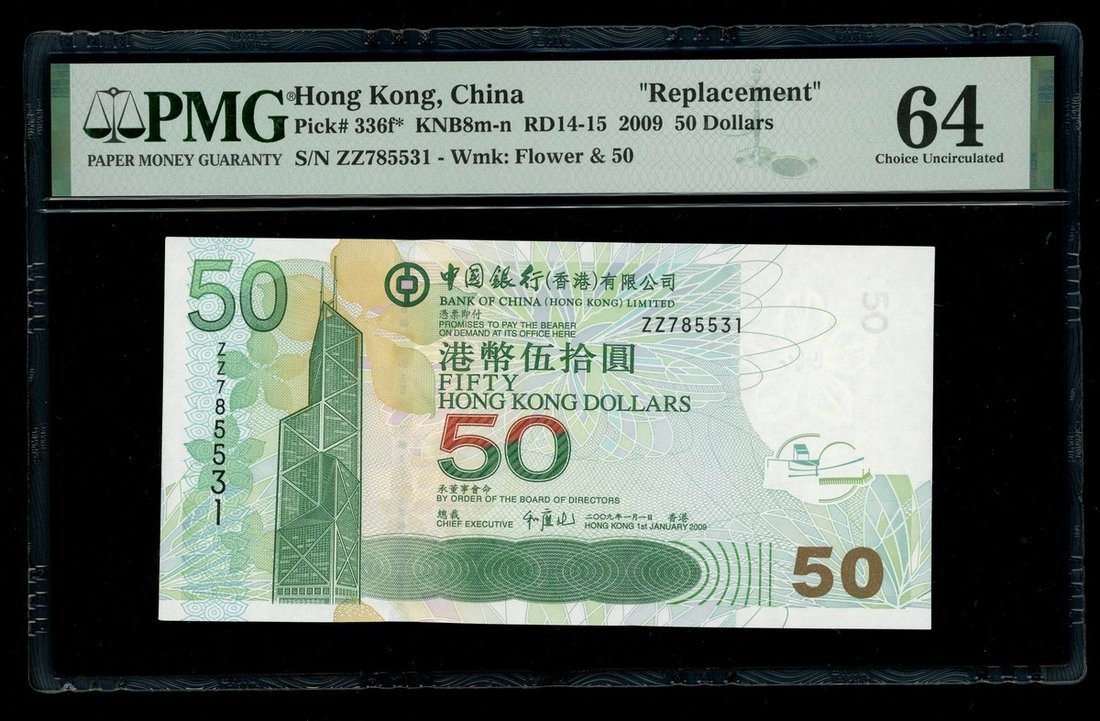 PMG®
PAPER MONEY GUARANTY
Hong Kong, China "Replacement"
Pick# 336f* KNB8m-n RD14-15 2009 50 Dollars
S/N ZZ785531 - Wmk: Flower & 50
64
Choice Uncirculated
50
中国銀行(香港)有限公司
BANK OF CHINA (HONG KONG) LIMITED
憑票即付
PROMISES TO PAY THE BEARER
ON DEMAND AT ITS OFFICE HERE
ZZ785531
ZZ785531
港幣伍拾圓
FIFTY
HONG KONG DOLLARS
50
承董事會命
BY ORDER OF THE BOARD OF DIRECTORS
總裁
CHIEF EXECUTIVE
二〇〇九年一月一日 香港
HONG KONG 1st JANUARY 2009
50
50